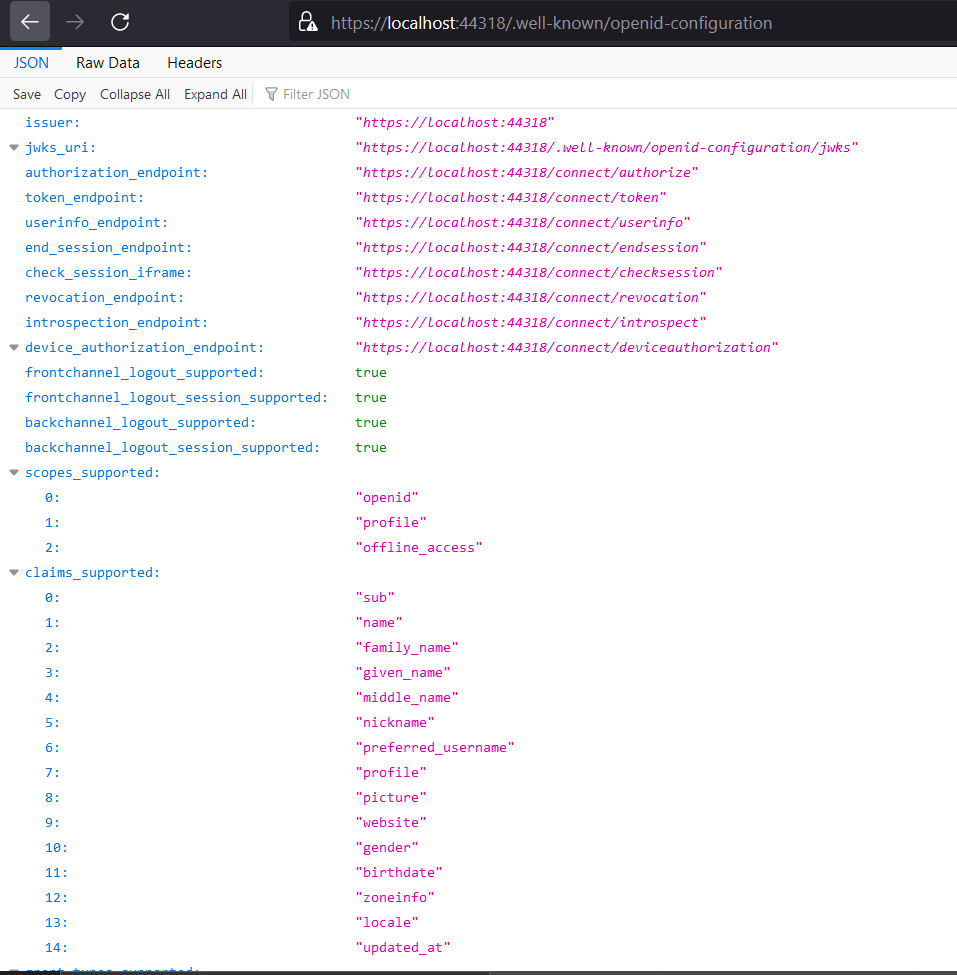 https://localhost:44318/.well-known/openid-configuration
JSON Raw Data Headers
Save Copy Collapse All Expand All Filter JSON
issuer: "https://localhost:44318"
jwks_uri: "https://localhost:44318/.well-known/openid-configuration/jwks"
authorization_endpoint: "https://localhost:44318/connect/authorize"
token_endpoint: "https://localhost:44318/connect/token"
userinfo_endpoint: "https://localhost:44318/connect/userinfo"
end_session_endpoint: "https://localhost:44318/connect/endsession"
check_session_iframe: "https://localhost:44318/connect/checksession"
revocation_endpoint: "https://localhost:44318/connect/revocation"
introspection_endpoint: "https://localhost:44318/connect/introspect"
device_authorization_endpoint: "https://localhost:44318/connect/deviceauthorization"
frontchannel_logout_supported: true
frontchannel_logout_session_supported: true
backchannel_logout_supported: true
backchannel_logout_session_supported: true
scopes_supported:
0: "openid"
1: "profile"
2: "offline_access"
claims_supported:
0: "sub"
1: "name"
2: "family_name"
3: "given_name"
4: "middle_name"
5: "nickname"
6: "preferred_username"
7: "profile"
8: "picture"
9: "website"
10: "gender"
11: "birthdate"
12: "zoneinfo"
13: "locale"
14: "updated_at"
grant_types_supported: